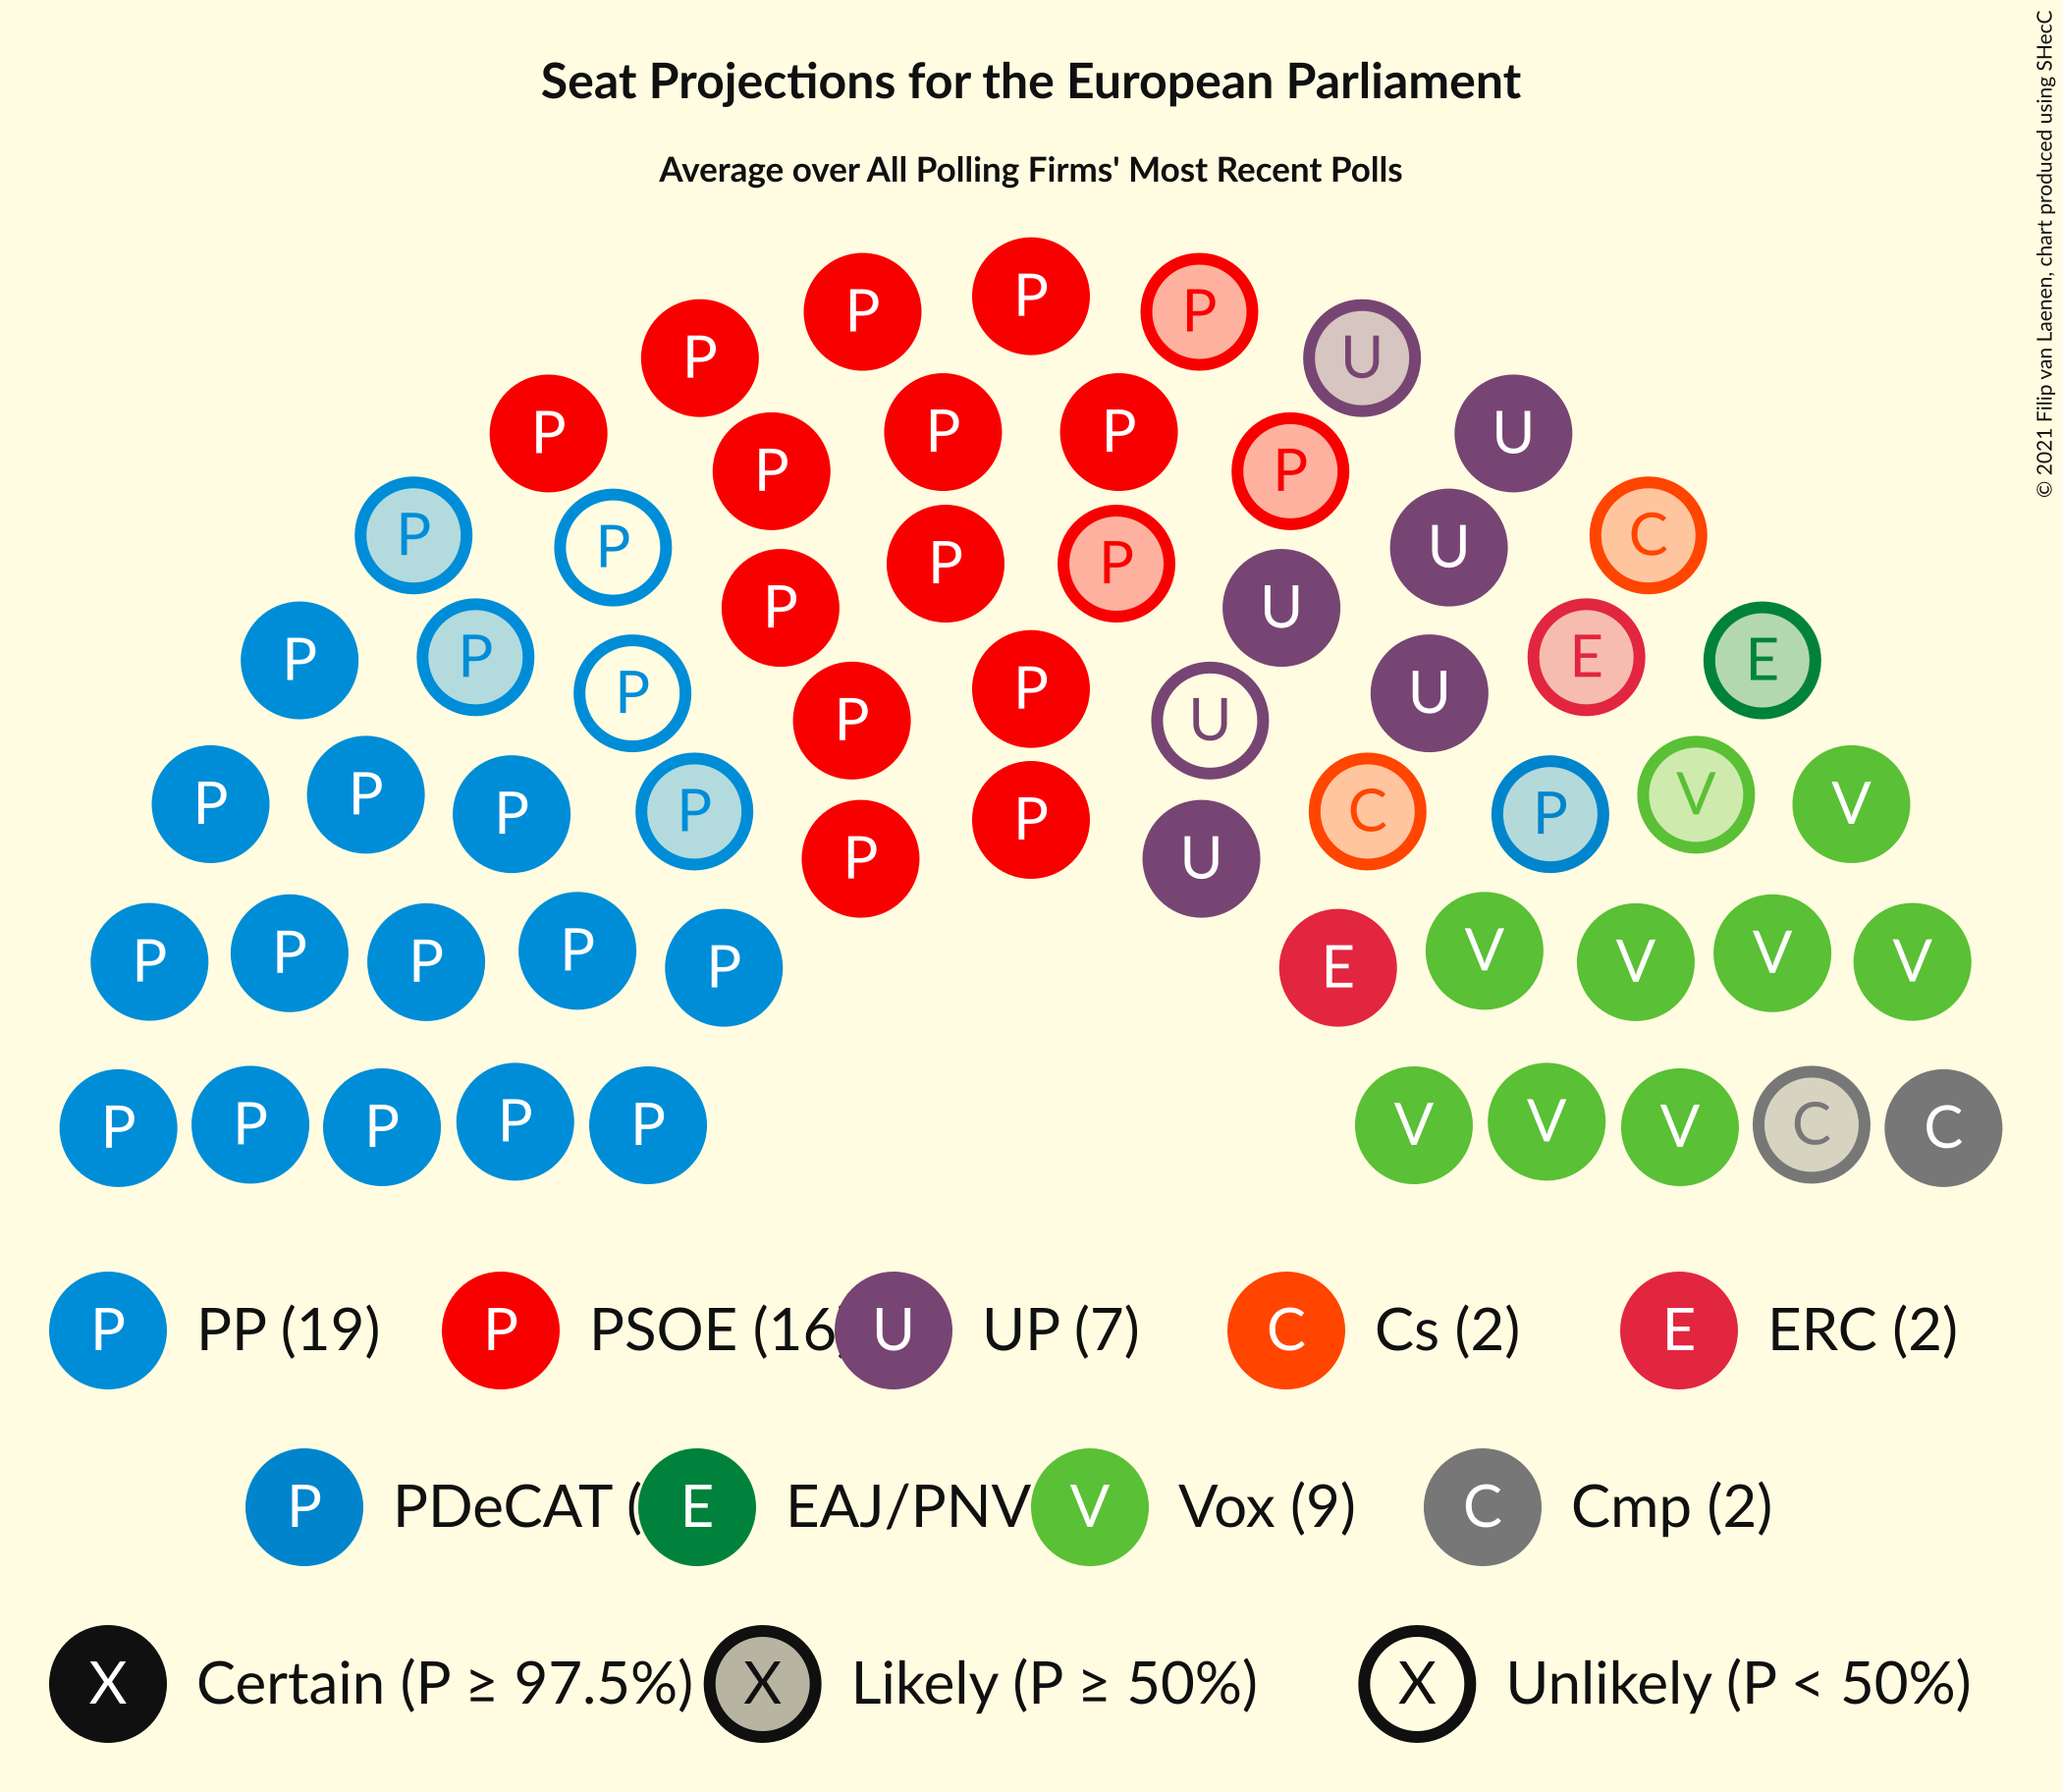 Seat Projections for the European Parliament
Average over All Polling Firms' Most Recent Polls
© 2021 Filip van Laenen, chart produced using SHecC
P P P P U
P P P P U
P P P P U C
P P P U E E
P P P P P U U
P P P P P P U C P V V
P P P P P E V V V V
P P P P P V V V C C
P PP (19) P PSOE (16 U UP (7) C Cs (2) E ERC (2)
P PDeCAT ( E EAJ/PNV V Vox (9) C Cmp (2)
X Certain (P ≥ 97.5%) X Likely (P ≥ 50%) X Unlikely (P < 50%)